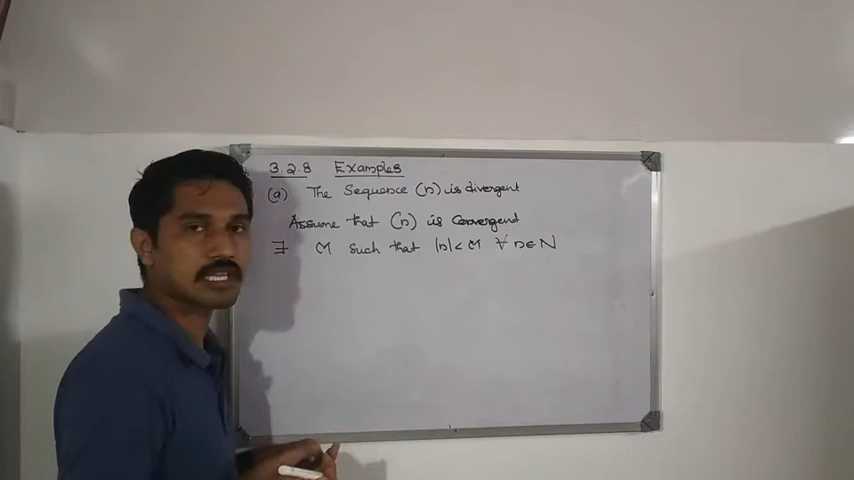 3.2.8 Examples
(a) The Sequence (n) is divergent
Assume that (n) is Convergent
∃ M such that |n| < M ∀ n ∈ N